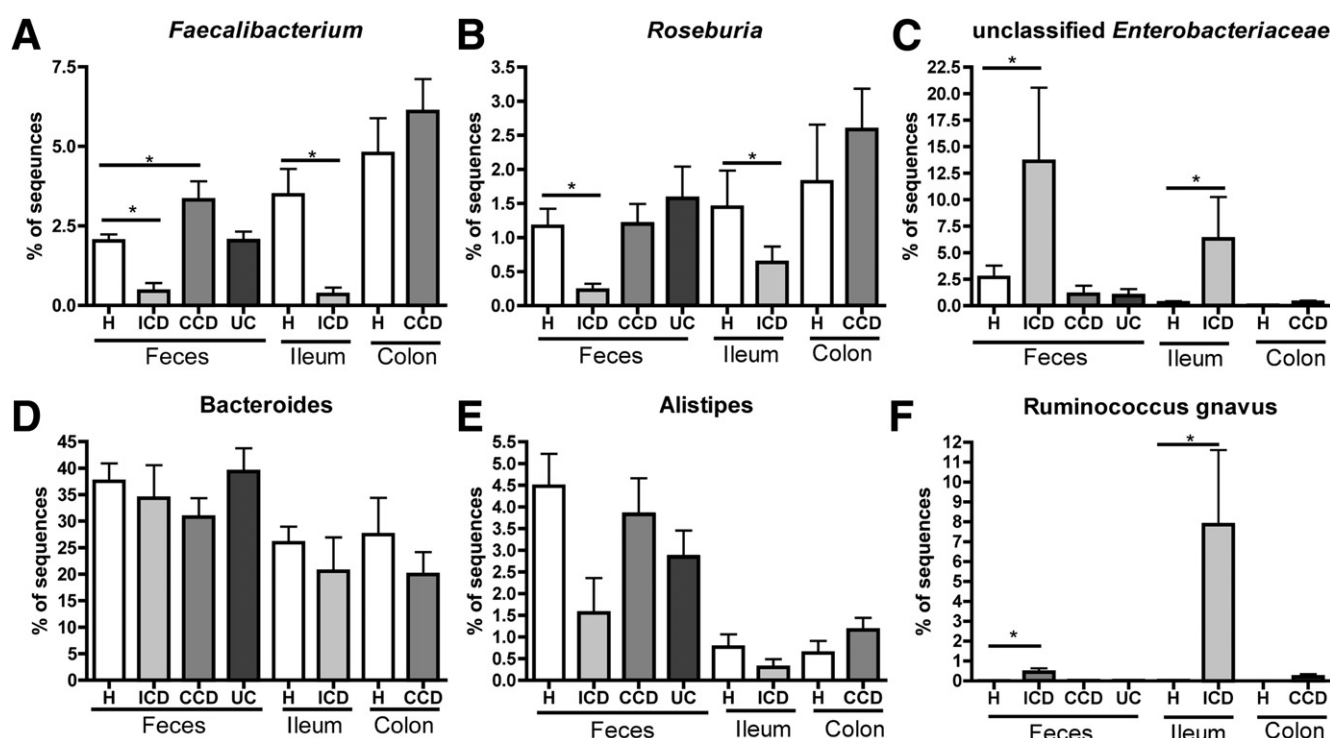 A
Faecalibacterium
% of seqeunces
7.5
5.0
2.5
0.0
*
*
*
H ICD CCD UC H ICD H CCD
Feces Ileum Colon
B
Roseburia
% of sequences
3.5
3.0
2.5
2.0
1.5
1.0
0.5
0.0
*
*
H ICD CCD UC H ICD H CCD
Feces Ileum Colon
C
unclassified Enterobacteriaceae
% of sequences
22.5
20.0
17.5
15.0
12.5
10.0
7.5
5.0
2.5
0.0
*
*
H ICD CCD UC H ICD H CCD
Feces Ileum Colon
D
Bacteroides
% of sequences
45
40
35
30
25
20
15
10
5
0
H ICD CCD UC H ICD H CCD
Feces Ileum Colon
E
Alistipes
% of sequences
5.5
5.0
4.5
4.0
3.5
3.0
2.5
2.0
1.5
1.0
0.5
0.0
H ICD CCD UC H ICD H CCD
Feces Ileum Colon
F
Ruminococcus gnavus
% of sequences
12
11
10
9
8
7
6
5
4
3
2
1
0
*
*
H ICD CCD UC H ICD H CCD
Feces Ileum Colon